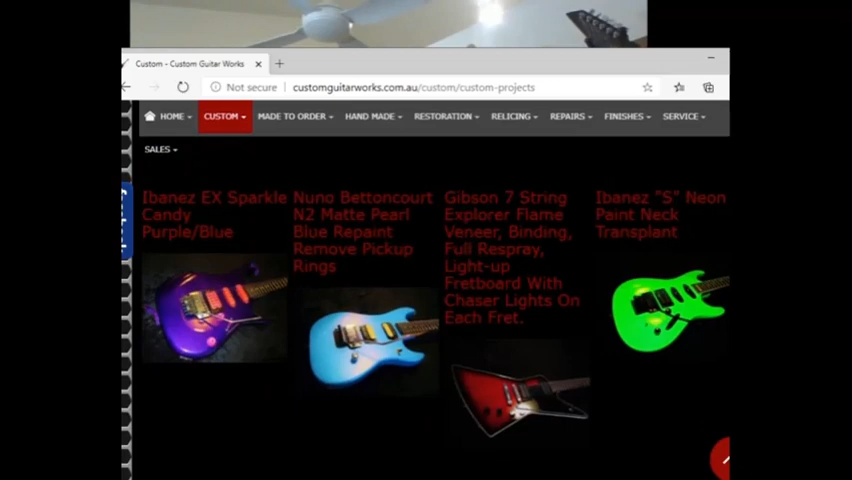 Custom - Custom Guitar Works
Not secure | customguitarworks.com.au/custom/custom-projects
HOME CUSTOM MADE TO ORDER HAND MADE RESTORATION RELICING REPAIRS FINISHES SERVICE
SALES
Ibanez EX Sparkle
Candy
Purple/Blue
Nuno Bettoncourt
N2 Matte Pearl
Blue Repaint
Remove Pickup
Rings
Gibson 7 String
Explorer Flame
Veneer, Binding,
Full Respray,
Light-up
Fretboard With
Chaser Lights On
Each Fret.
Ibanez "S" Neon
Paint Neck
Transplant